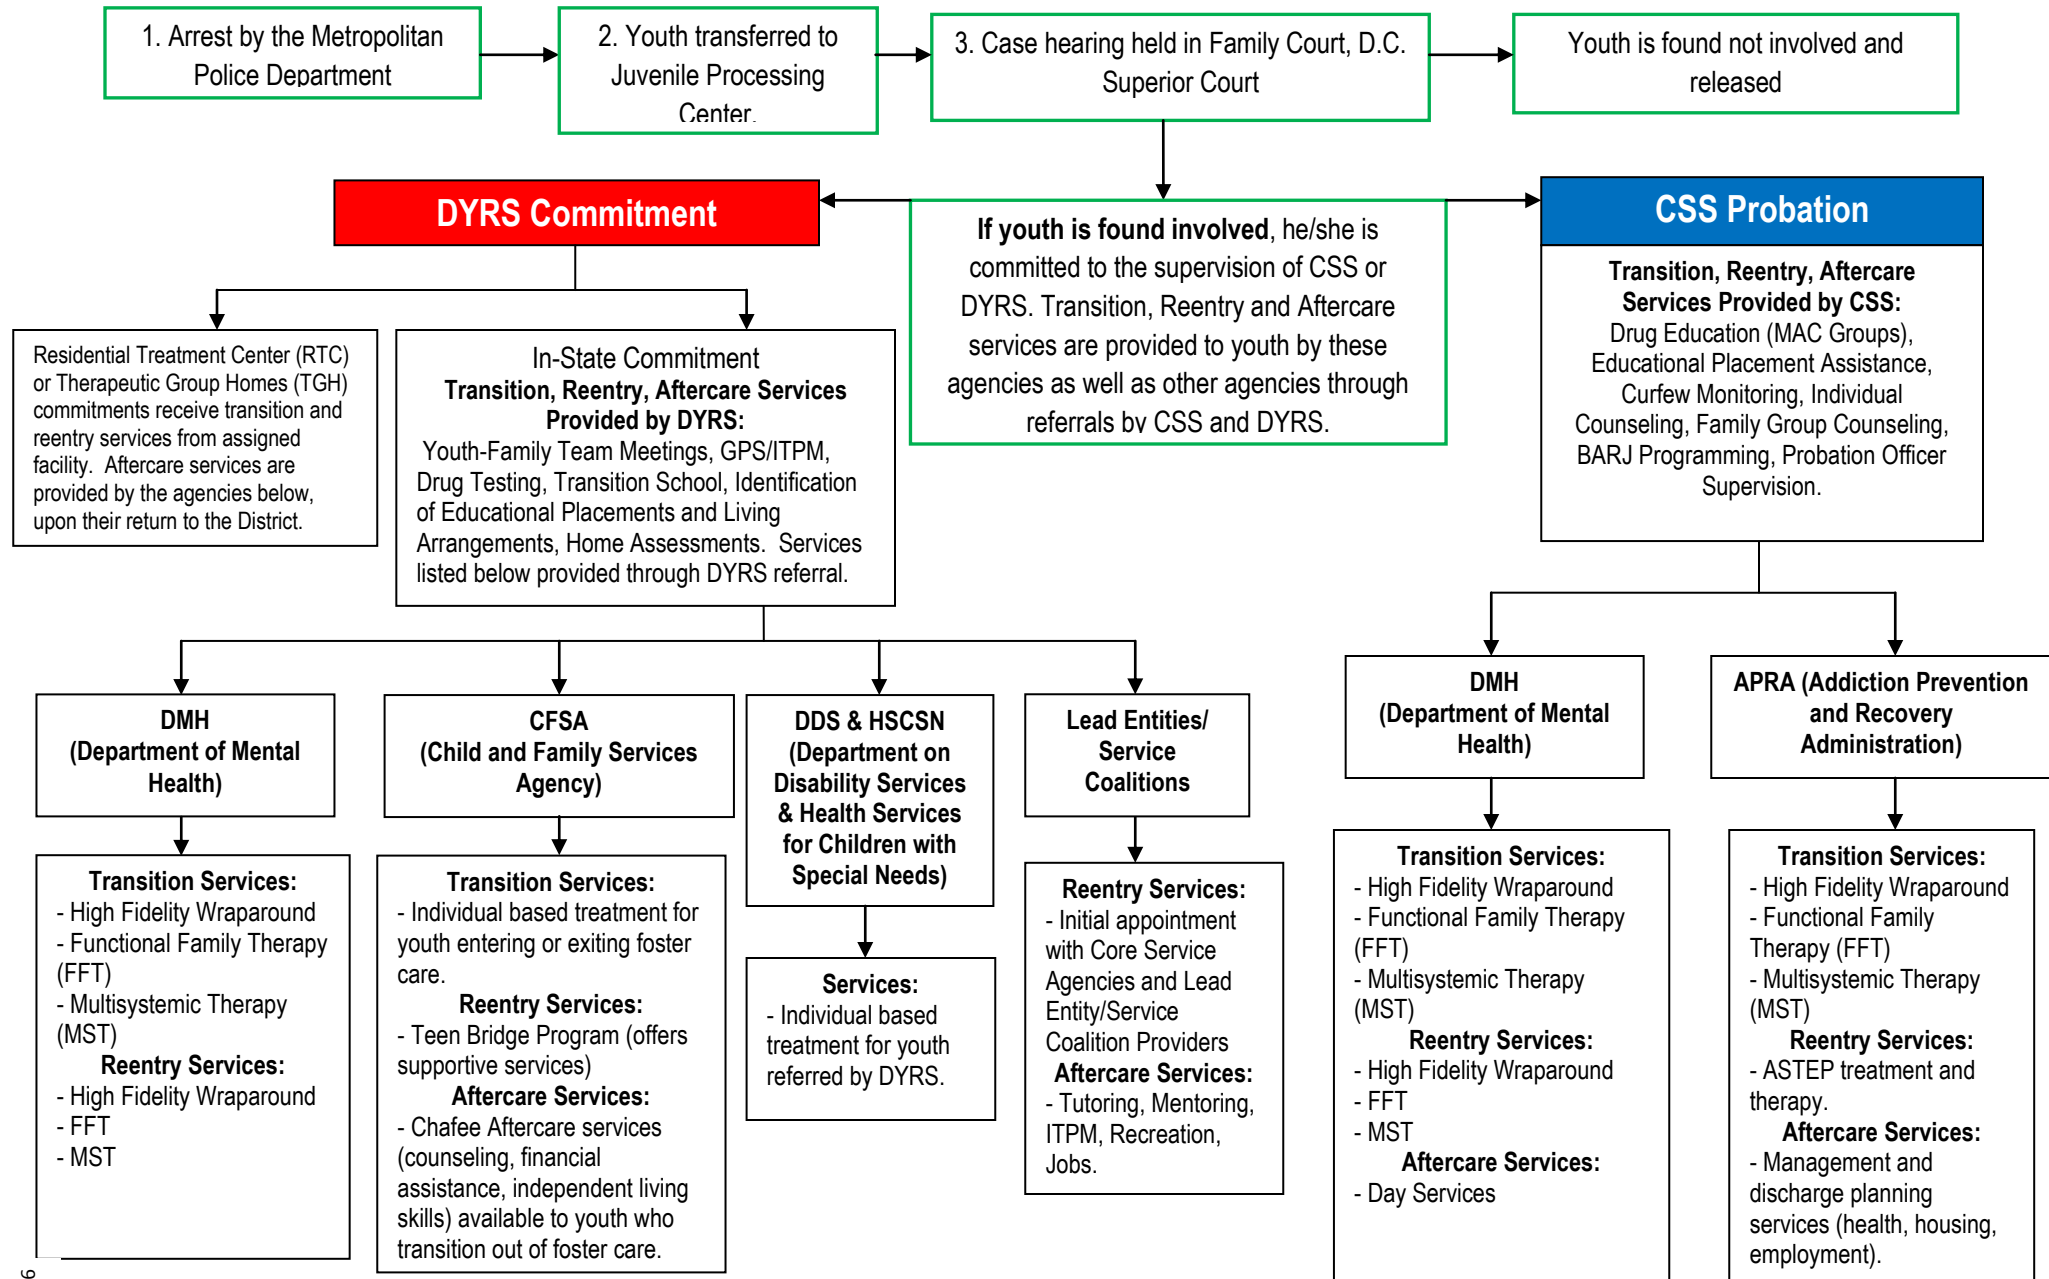 1. Arrest by the Metropolitan
Police Department
2. Youth transferred to
Juvenile Processing
Center.
3. Case hearing held in Family Court, D.C.
Superior Court
Youth is found not involved and
released
DYRS Commitment
If youth is found involved, he/she is
committed to the supervision of CSS or
DYRS. Transition, Reentry and Aftercare
services are provided to youth by these
agencies as well as other agencies through
referrals by CSS and DYRS.
CSS Probation
Transition, Reentry, Aftercare
Services Provided by CSS:
Drug Education (MAC Groups),
Educational Placement Assistance,
Curfew Monitoring, Individual
Counseling, Family Group Counseling,
BARJ Programming, Probation Officer
Supervision.
Residential Treatment Center (RTC)
or Therapeutic Group Homes (TGH)
commitments receive transition and
reentry services from assigned
facility.  Aftercare services are
provided by the agencies below,
upon their return to the District.
In-State Commitment
Transition, Reentry, Aftercare Services
Provided by DYRS:
Youth-Family Team Meetings, GPS/ITPM,
Drug Testing, Transition School, Identification
of Educational Placements and Living
Arrangements, Home Assessments.  Services
listed below provided through DYRS referral.
DMH
(Department of Mental
Health)
CFSA
(Child and Family Services
Agency)
DDS & HSCSN
(Department on
Disability Services
& Health Services
for Children with
Special Needs)
Lead Entities/
Service
Coalitions
DMH
(Department of Mental
Health)
APRA (Addiction Prevention
and Recovery
Administration)
Transition Services:
- High Fidelity Wraparound
- Functional Family Therapy
(FFT)
- Multisystemic Therapy
(MST)
Reentry Services:
- High Fidelity Wraparound
- FFT
- MST
Transition Services:
- Individual based treatment for
youth entering or exiting foster
care.
Reentry Services:
- Teen Bridge Program (offers
supportive services)
Aftercare Services:
- Chafee Aftercare services
(counseling, financial
assistance, independent living
skills) available to youth who
transition out of foster care.
Services:
- Individual based
treatment for youth
referred by DYRS.
Reentry Services:
- Initial appointment
with Core Service
Agencies and Lead
Entity/Service
Coalition Providers
Aftercare Services:
- Tutoring, Mentoring,
ITPM, Recreation,
Jobs.
Transition Services:
- High Fidelity Wraparound
- Functional Family Therapy
(FFT)
- Multisystemic Therapy
(MST)
Reentry Services:
- High Fidelity Wraparound
- FFT
- MST
Aftercare Services:
- Day Services
Transition Services:
- High Fidelity Wraparound
- Functional Family
Therapy (FFT)
- Multisystemic Therapy
(MST)
Reentry Services:
- ASTEP treatment and
therapy.
Aftercare Services:
- Management and
discharge planning
services (health, housing,
employment).